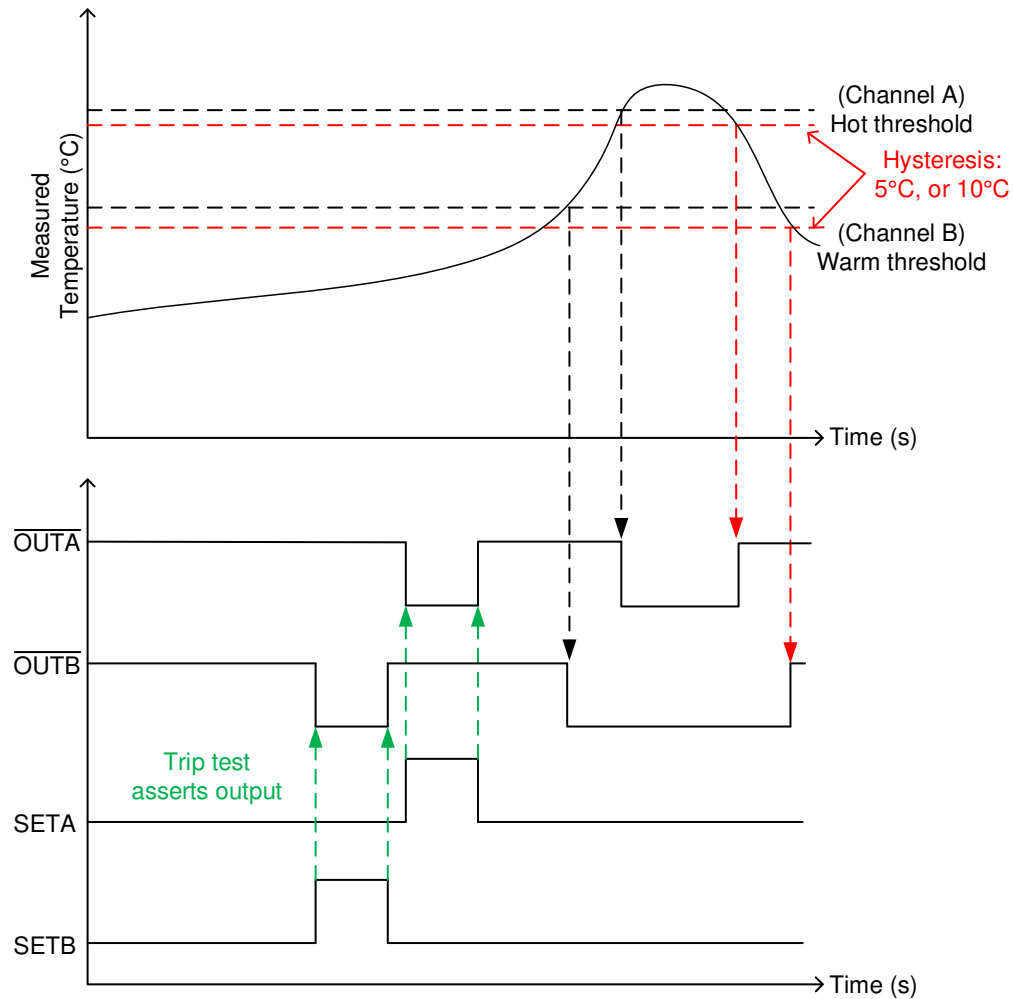 Measured
Temperature (°C)
(Channel A)
Hot threshold
Hysteresis:
5°C, or 10°C
(Channel B)
Warm threshold
Time (s)
OUTA
OUTB
Trip test
asserts output
SETA
SETB
Time (s)